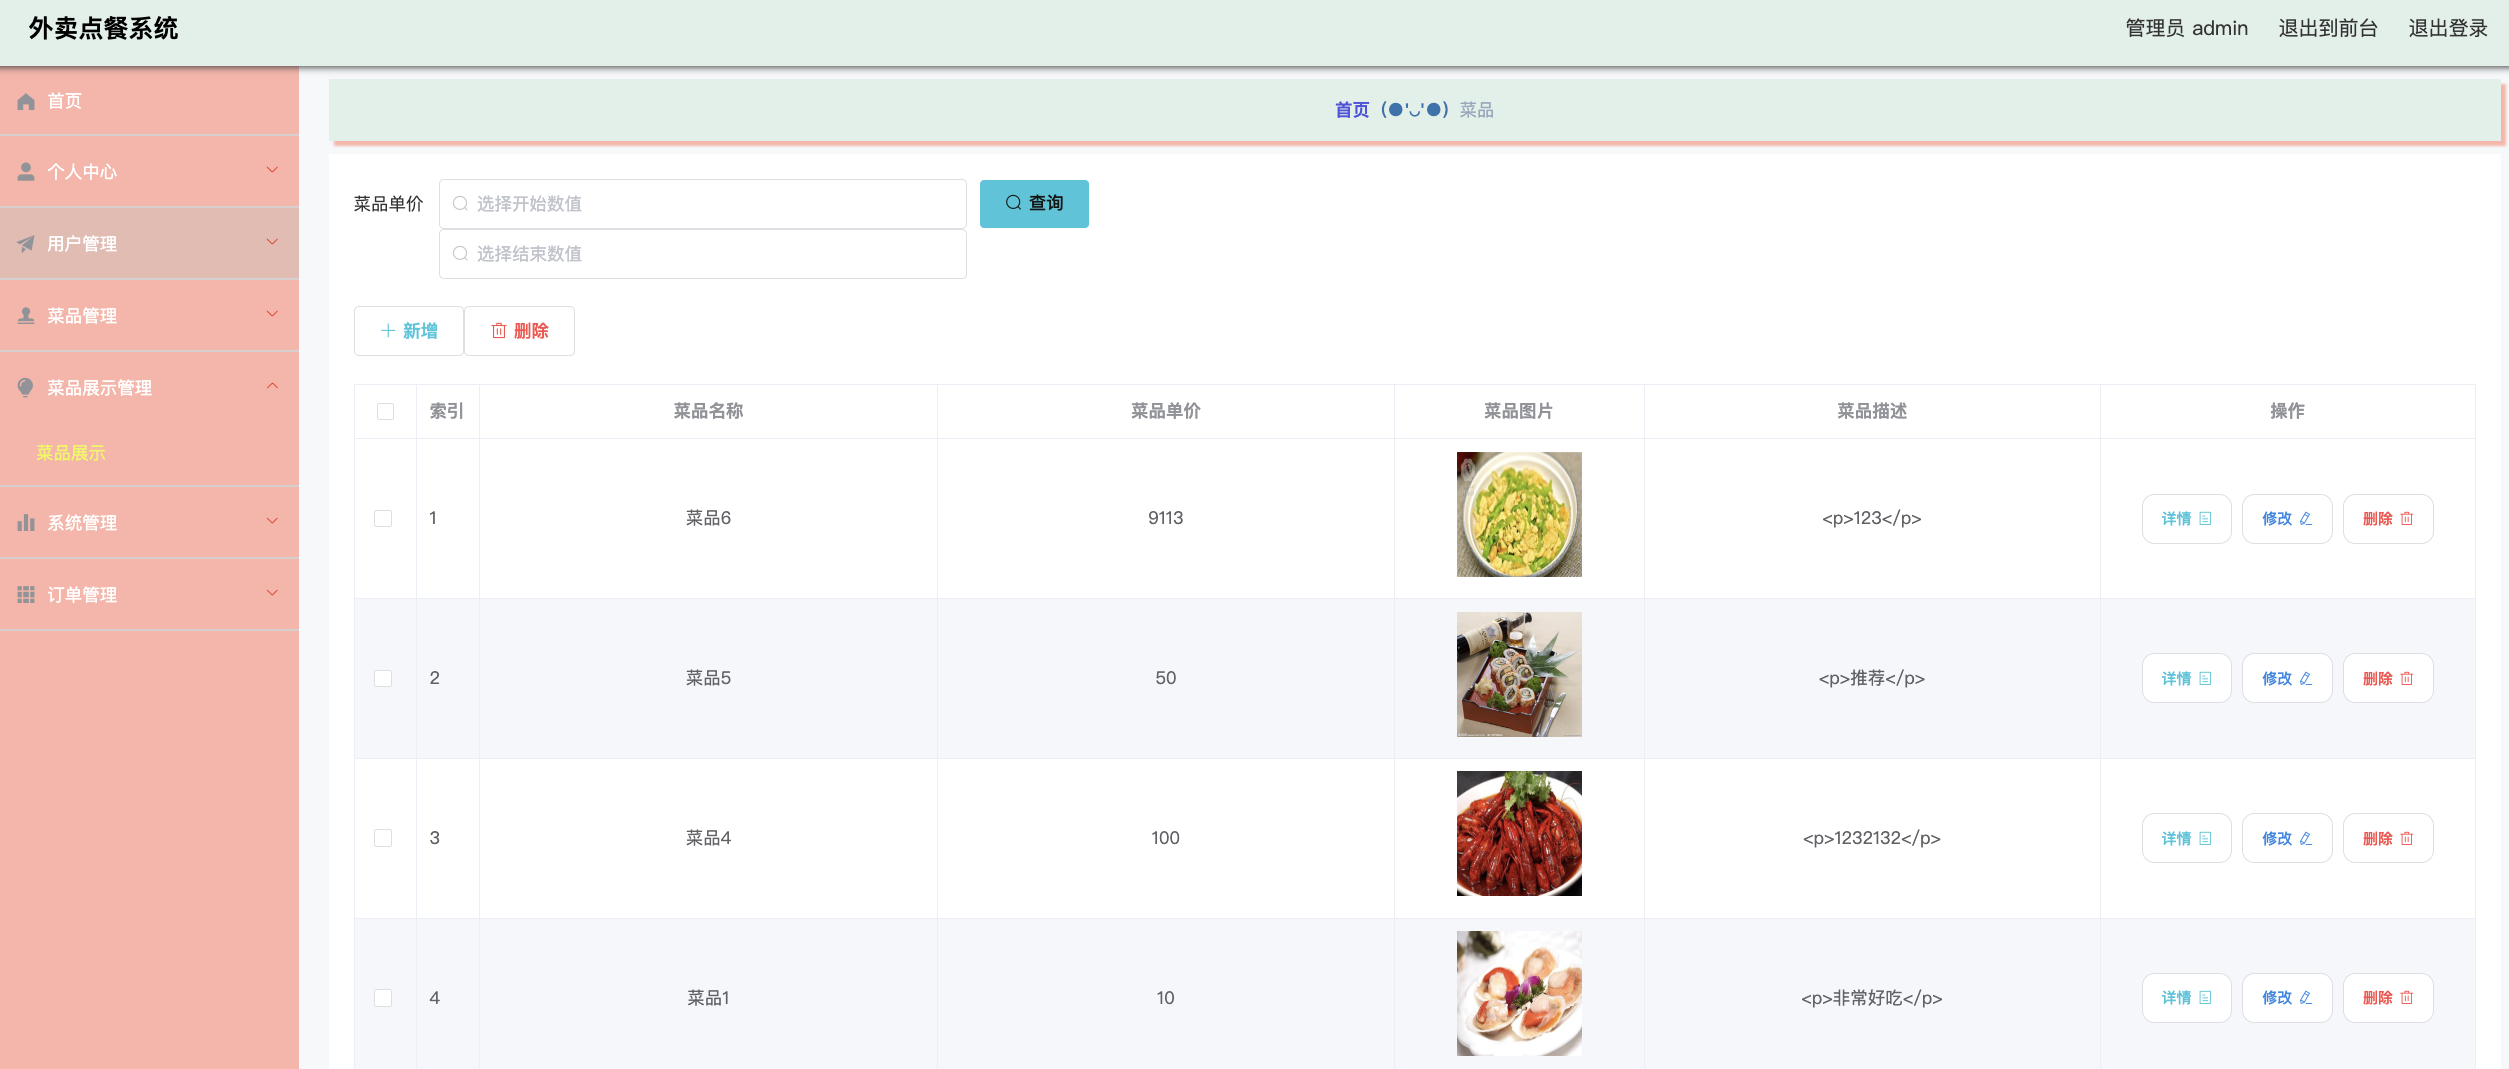 外卖点餐系统
管理员 admin 退出到前台 退出登录
首页
个人中心
用户管理
菜品管理
菜品展示管理
菜品展示
系统管理
订单管理
首页 (●'◡'●) 菜品
菜品单价 选择开始数值 查询
选择结束数值
新增 删除
索引 菜品名称 菜品单价 菜品图片 菜品描述 操作
1 菜品6 9113 <p>123</p> 详情 修改 删除
2 菜品5 50 <p>推荐</p> 详情 修改 删除
3 菜品4 100 <p>1232132</p> 详情 修改 删除
4 菜品1 10 <p>非常好吃</p> 详情 修改 删除